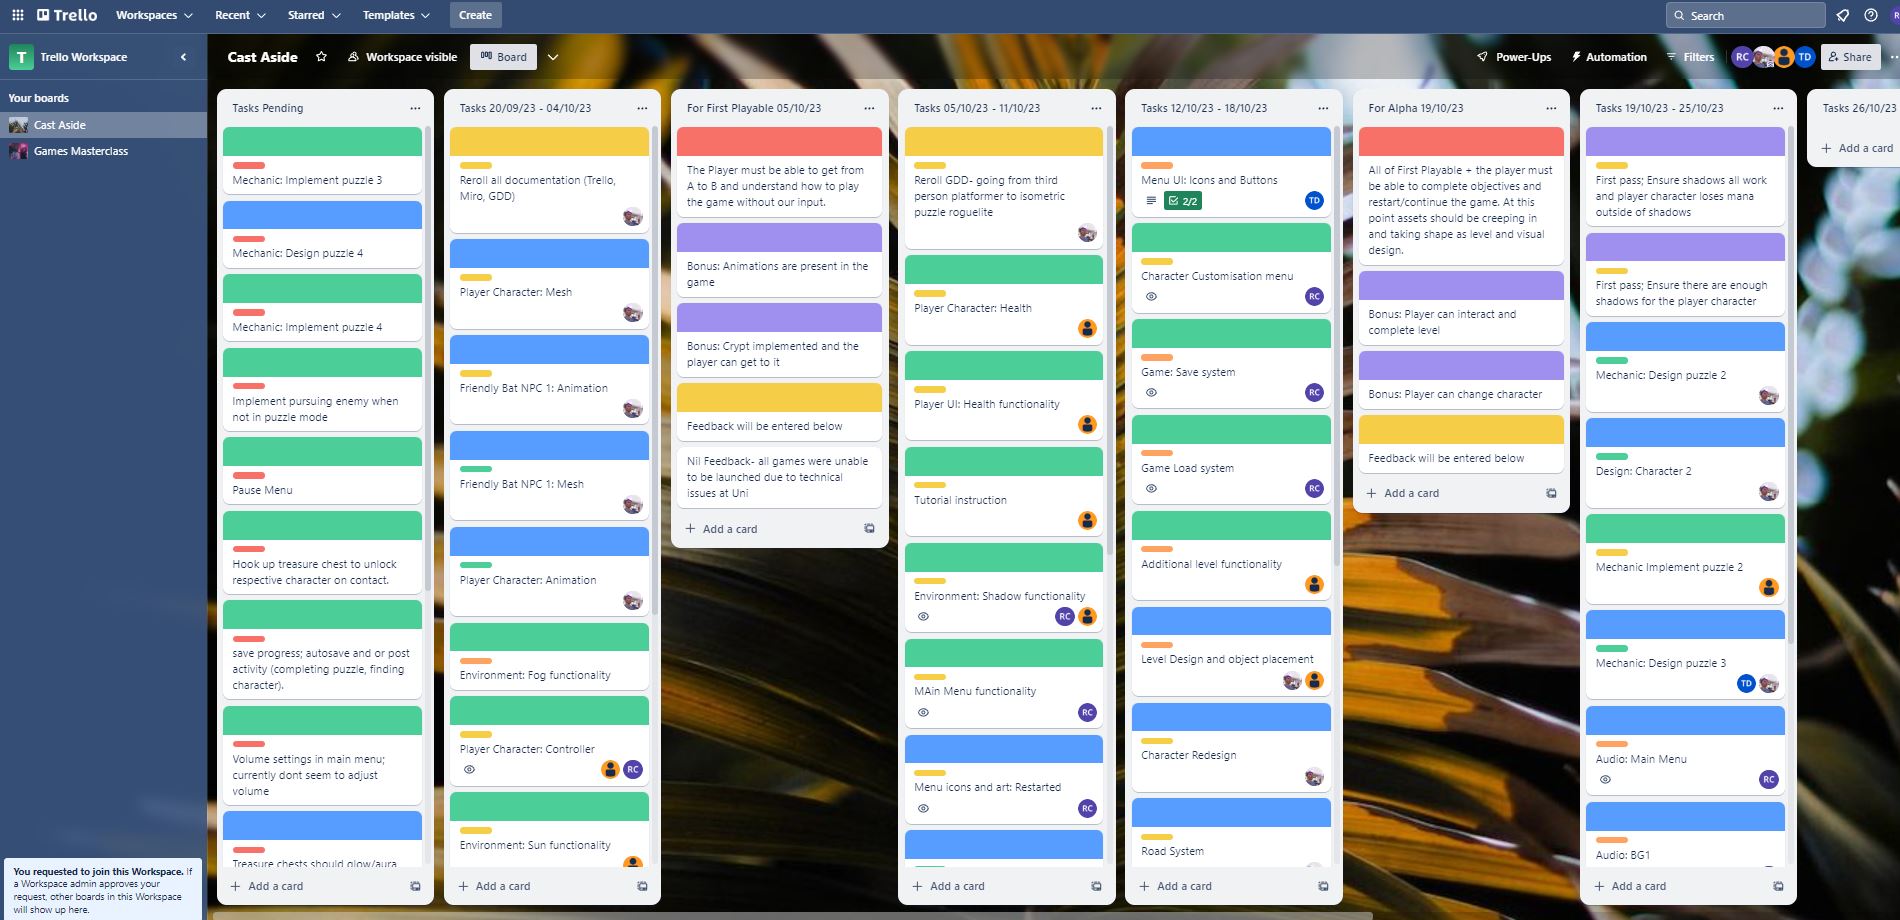 Trello
Workspaces
Recent
Starred
Templates
Create
Search
T
Trello Workspace
Your boards
Cast Aside
Games Masterclass
You requested to join this Workspace. If
a Workspace admin approves your
request, other boards in this Workspace
will show up here.
Cast Aside
Workspace visible
Board
Power-Ups
Automation
Filters
RC
TD
Share
Tasks Pending
Mechanic: Implement puzzle 3
Mechanic: Design puzzle 4
Mechanic: Implement puzzle 4
Implement pursuing enemy when
not in puzzle mode
Pause Menu
Hook up treasure chest to unlock
respective character on contact.
save progress; autosave and or post
activity (completing puzzle, finding
character).
Volume settings in main menu;
currently dont seem to adjust
volume
Treasure chests should glow/aura
Add a card
Tasks 20/09/23 - 04/10/23
Reroll all documentation (Trello,
Miro, GDD)
Player Character: Mesh
Friendly Bat NPC 1: Animation
Friendly Bat NPC 1: Mesh
Player Character: Animation
Environment: Fog functionality
Player Character: Controller
RC
Environment: Sun functionality
Add a card
For First Playable 05/10/23
The Player must be able to get from
A to B and understand how to play
the game without our input.
Bonus: Animations are present in the
game
Bonus: Crypt implemented and the
player can get to it
Feedback will be entered below
Nil Feedback- all games were unable
to be launched due to technical
issues at Uni
Add a card
Tasks 05/10/23 - 11/10/23
Reroll GDD- going from third
person platformer to isometric
puzzle roguelite
Player Character: Health
Player UI: Health functionality
Tutorial instruction
Environment: Shadow functionality
RC
MAin Menu functionality
RC
Menu icons and art: Restarted
RC
Add a card
Tasks 12/10/23 - 18/10/23
Menu UI: Icons and Buttons
2/2
TD
Character Customisation menu
RC
Game: Save system
RC
Game Load system
RC
Additional level functionality
Level Design and object placement
Character Redesign
Road System
Add a card
For Alpha 19/10/23
All of First Playable + the player must
be able to complete objectives and
restart/continue the game. At this
point assets should be creeping in
and taking shape as level and visual
design.
Bonus: Player can interact and
complete level
Bonus: Player can change character
Feedback will be entered below
Add a card
Tasks 19/10/23 - 25/10/23
First pass; Ensure shadows all work
and player character loses mana
outside of shadows
First pass; Ensure there are enough
shadows for the player character
Mechanic: Design puzzle 2
Design: Character 2
Mechanic Implement puzzle 2
Mechanic: Design puzzle 3
TD
Audio: Main Menu
RC
Audio: BG1
Add a card
Tasks 26/10/23
Add a card